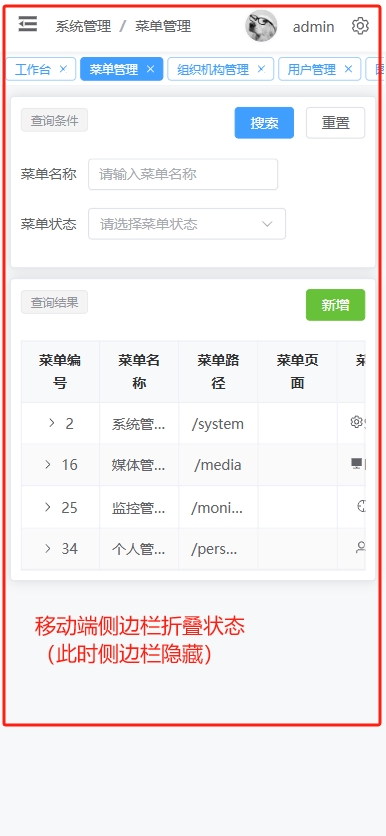 系统管理 / 菜单管理 admin
工作台 × 菜单管理 × 组织机构管理 × 用户管理 ×
查询条件 搜索 重置
菜单名称 请输入菜单名称
菜单状态 请选择菜单状态
查询结果 新增
菜单编号 菜单名称 菜单路径 菜单页面
2 系统管... /system
16 媒体管... /media
25 监控管... /moni...
34 个人管... /pers...
移动端侧边栏折叠状态
（此时侧边栏隐藏）